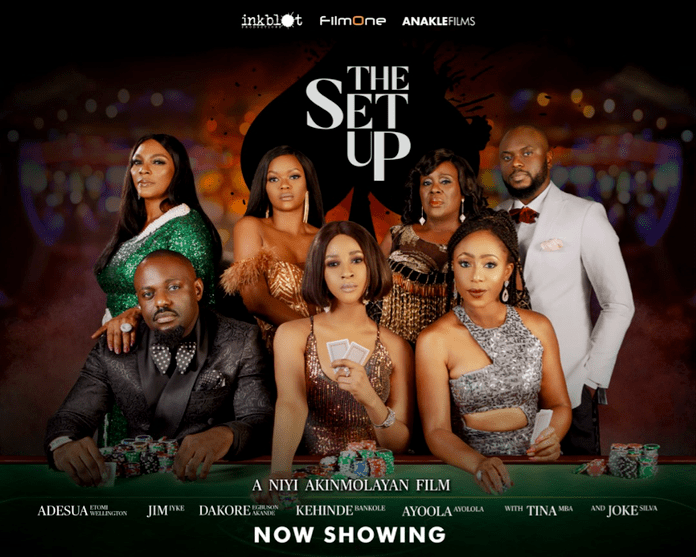 inkblot FILMONE ANAKLEFILMS
THE
SET
UP
A NIYI AKINMOLAYAN FILM
ADESUA ETOMI WELLINGTON JIM IYKE DAKORE EGBUSON AKANDE KEHINDE BANKOLE AYOOLA AYOLOLA WITH TINA MBA AND JOKE SILVA
NOW SHOWING